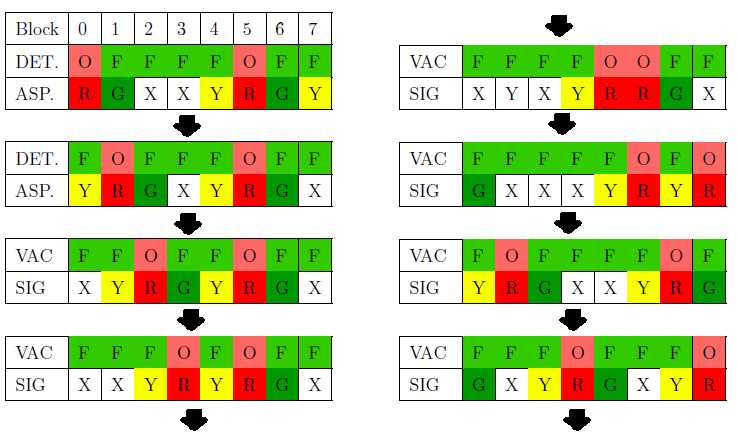 Block 0 1 2 3 4 5 6 7
DET. O F F F F O F F
ASP. R G X X Y R G Y
DET. F O F F F O F F
ASP. Y R G X Y R G X
VAC F F O F F O F F
SIG X Y R G Y R G X
VAC F F F O F O F F
SIG X X Y R Y R G X
VAC F F F F O O F F
SIG X Y X Y R R G X
VAC F F F F F O F O
SIG G X X X Y R Y R
VAC F O F F F F O F
SIG Y R G X X Y R G
VAC F F F O F F F O
SIG G X Y R G X Y R